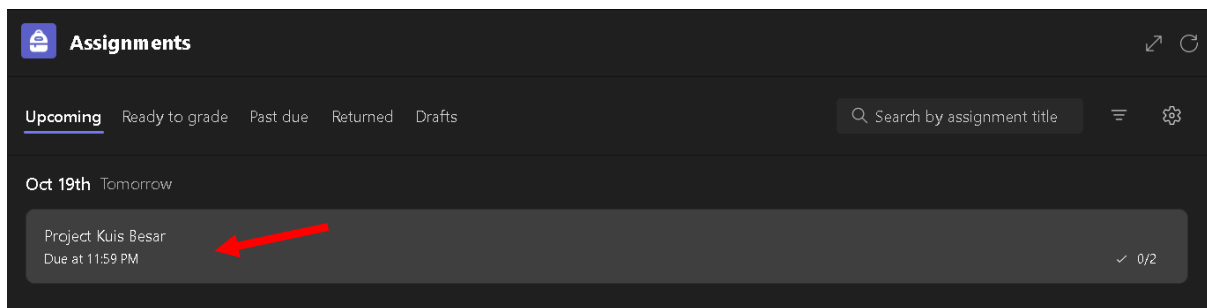 Assignments
Upcoming Ready to grade Past due Returned Drafts
Search by assignment title
Oct 19th Tomorrow
Project Kuis Besar
Due at 11:59 PM
0/2